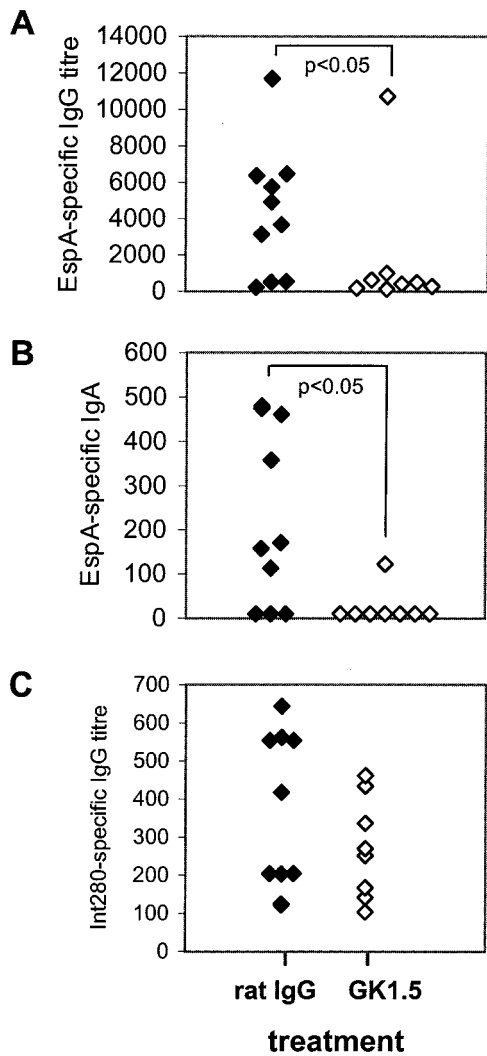 A
EspA-specific IgG titre
14000
12000
10000
8000
6000
4000
2000
0
p<0.05
B
EspA-specific IgA
600
500
400
300
200
100
0
p<0.05
C
Int280-specific IgG titre
700
600
500
400
300
200
100
0
rat IgG GK1.5
treatment